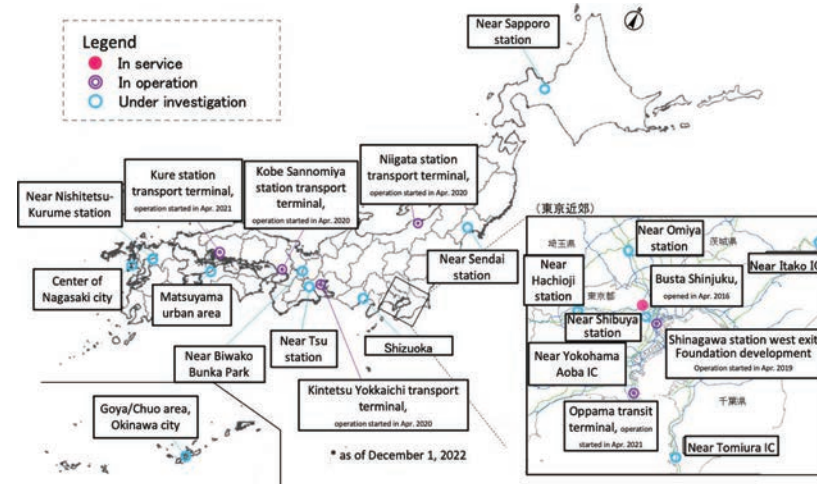 Legend
In service
In operation
Under investigation
Near Sapporo
station
Kure station
transport terminal,
operation started in Apr. 2021
Kobe Sannomiya
station transport
terminal,
operation started in Apr. 2020
Niigata station
transport terminal,
operation started in Apr. 2020
Near Nishitetsu-
Kurume station
Center of
Nagasaki city
Matsuyama
urban area
Near Biwako
Bunka Park
Near Tsu
station
Shizuoka
Near Sendai
station
Kintetsu Yokkaichi transport
terminal,
operation started in Apr. 2020
Goya/Chuo area,
Okinawa city
* as of December 1, 2022
(東京近郊)
埼玉県
Near Omiya
station
茨城県
Near Itako IC
Near
Hachioji
station
東京都
Busta Shinjuku,
opened in Apr. 2016
Near Shibuya
station
Near Yokohama
Aoba IC
Shinagawa station west exit
Foundation development
Operation started in Apr. 2019
千葉県
Oppama transit
terminal, operation
started in Apr. 2021
Near Tomiura IC